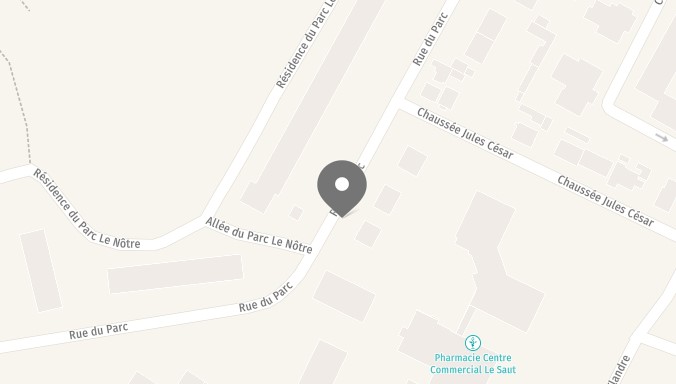 Résidence du Parc Le
Rue du Parc
Chaussée Jules César
Chaussée Jules César
Résidence du Parc Le Nôtre
Allée du Parc Le Nôtre
Rue du Parc
Rue du Parc
Pharmacie Centre
Commercial Le Saut